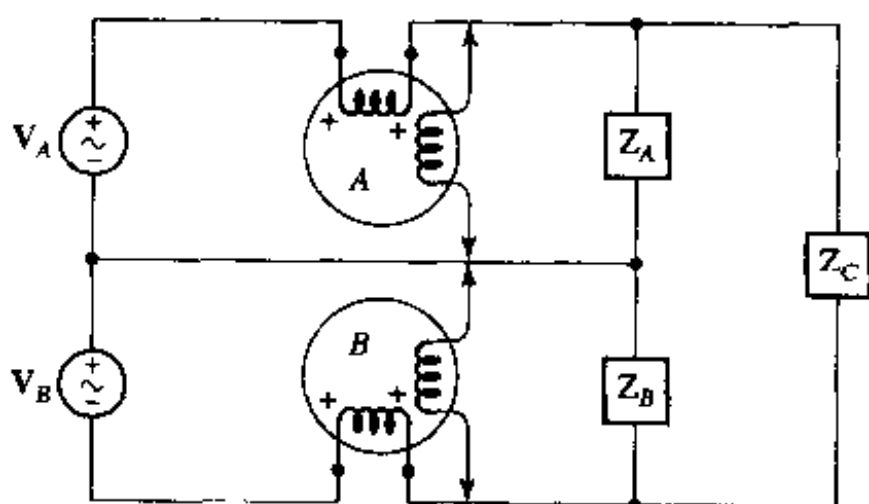 V_A
+
~
-
+
+
A
Z_A
Z_C
V_B
+
~
-
B
+
+
Z_B